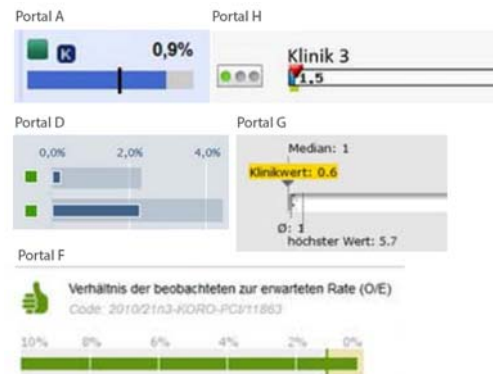 Portal A
Portal H
K
0,9%
Klinik 3
1,5
Portal D
Portal G
0,0%
2,0%
4,0%
Median: 1
Klinikwert: 0.6
Ø: 1
höchster Wert: 5.7
Portal F
Verhältnis der beobachteten zur erwarteten Rate (O/E)
Code: 2010/21n3-KORO-PCI/11863
10%
8%
6%
4%
2%
0%